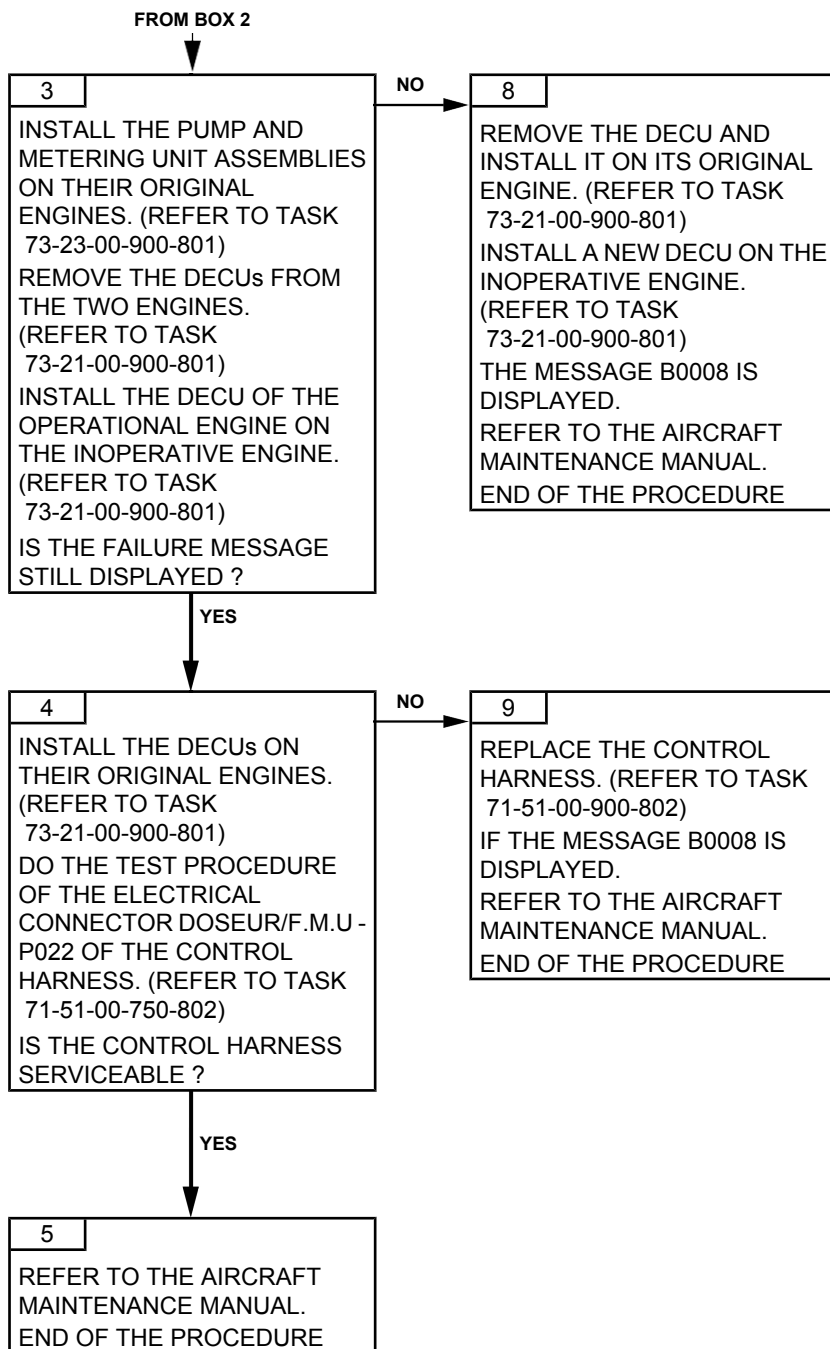 FROM BOX 2
3
INSTALL THE PUMP AND
METERING UNIT ASSEMBLIES
ON THEIR ORIGINAL
ENGINES. (REFER TO TASK
73-23-00-900-801)
REMOVE THE DECUs FROM
THE TWO ENGINES.
(REFER TO TASK
73-21-00-900-801)
INSTALL THE DECU OF THE
OPERATIONAL ENGINE ON
THE INOPERATIVE ENGINE.
(REFER TO TASK
73-21-00-900-801)
IS THE FAILURE MESSAGE
STILL DISPLAYED ?
NO
8
REMOVE THE DECU AND
INSTALL IT ON ITS ORIGINAL
ENGINE. (REFER TO TASK
73-21-00-900-801)
INSTALL A NEW DECU ON THE
INOPERATIVE ENGINE.
(REFER TO TASK
73-21-00-900-801)
THE MESSAGE B0008 IS
DISPLAYED.
REFER TO THE AIRCRAFT
MAINTENANCE MANUAL.
END OF THE PROCEDURE
YES
4
INSTALL THE DECUs ON
THEIR ORIGINAL ENGINES.
(REFER TO TASK
73-21-00-900-801)
DO THE TEST PROCEDURE
OF THE ELECTRICAL
CONNECTOR DOSEUR/F.M.U -
P022 OF THE CONTROL
HARNESS. (REFER TO TASK
71-51-00-750-802)
IS THE CONTROL HARNESS
SERVICEABLE ?
NO
9
REPLACE THE CONTROL
HARNESS. (REFER TO TASK
71-51-00-900-802)
IF THE MESSAGE B0008 IS
DISPLAYED.
REFER TO THE AIRCRAFT
MAINTENANCE MANUAL.
END OF THE PROCEDURE
YES
5
REFER TO THE AIRCRAFT
MAINTENANCE MANUAL.
END OF THE PROCEDURE